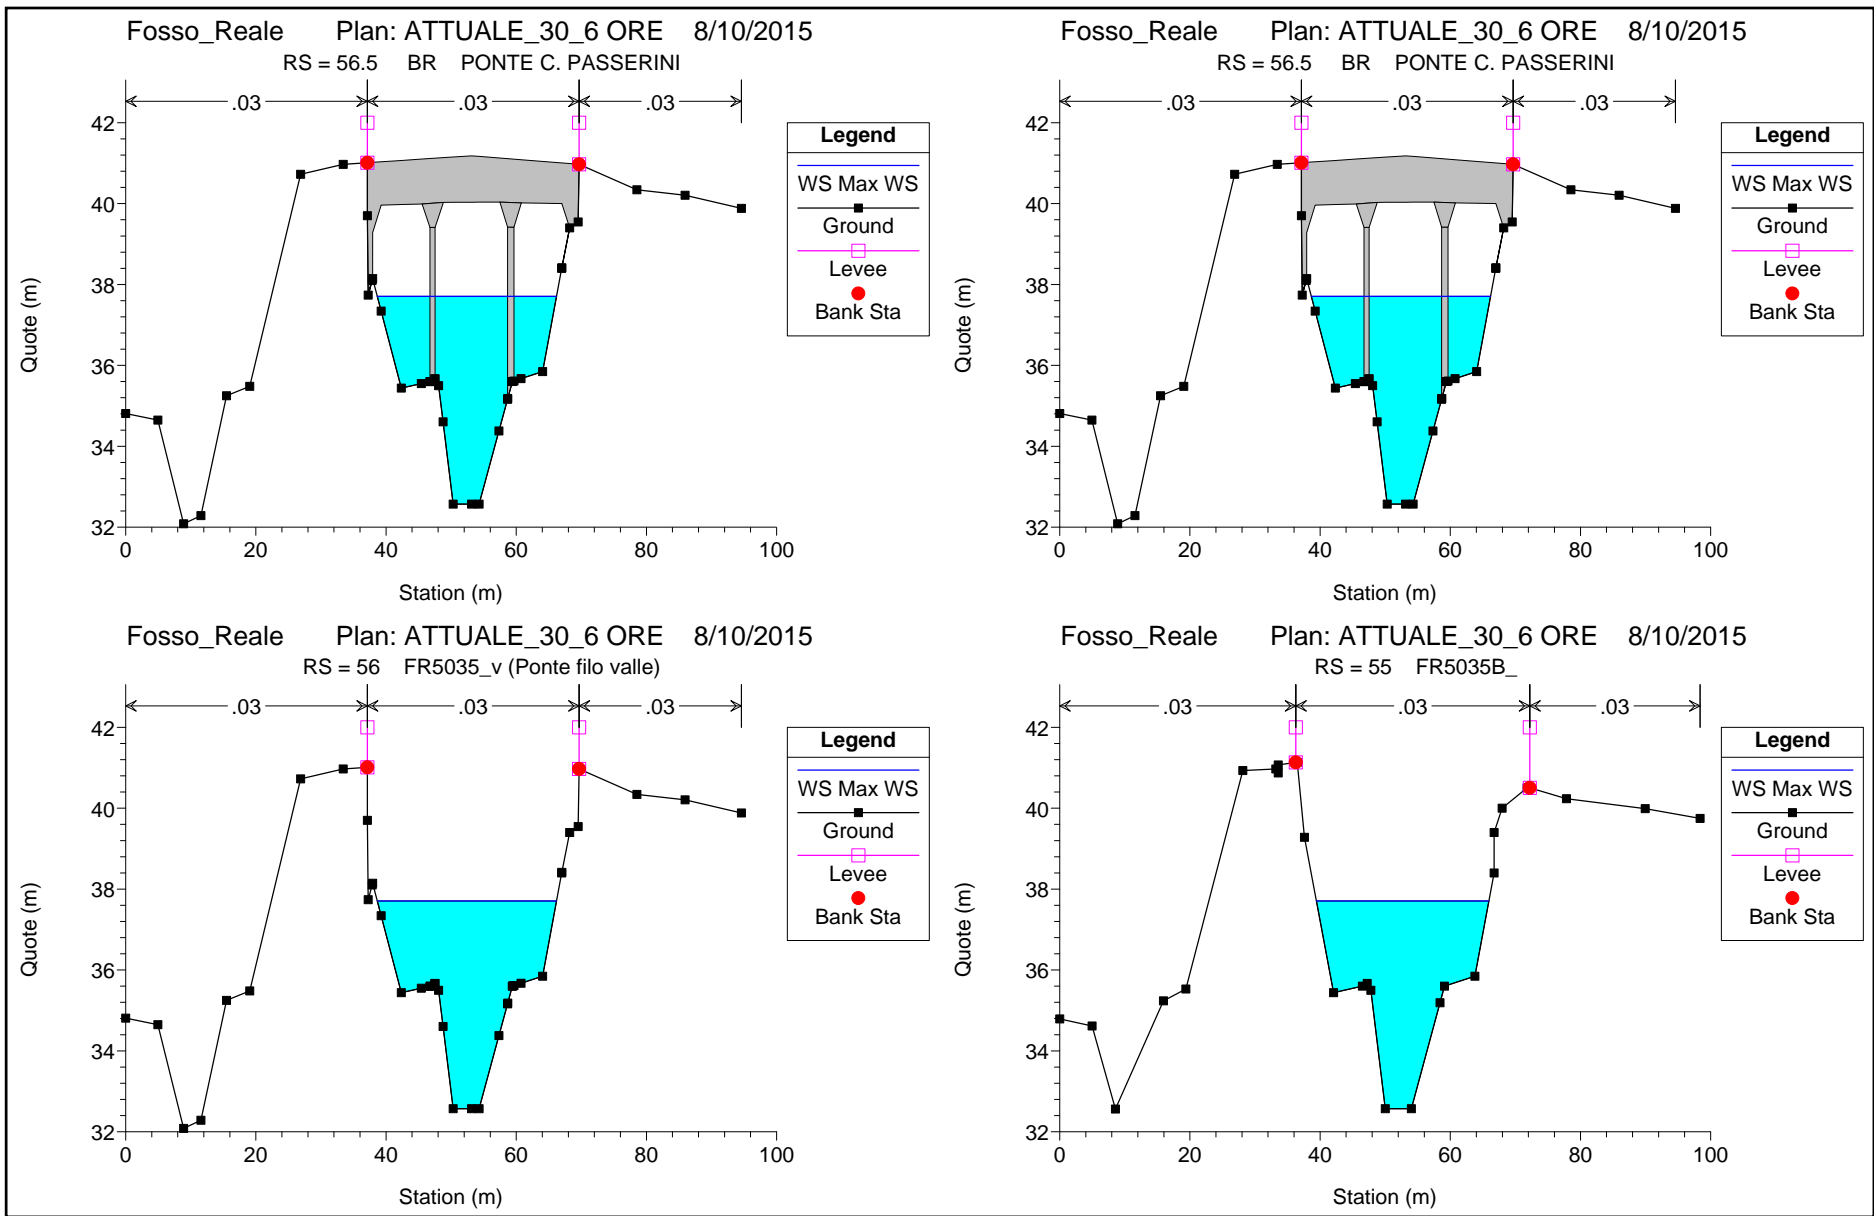 Fosso_Reale Plan: ATTUALE_30_6 ORE 8/10/2015
RS = 56.5 BR PONTE C. PASSERINI
.03 .03 .03
42
40
38
36
34
32
0 20 40 60 80 100
Station (m)
Quote (m)
Legend
WS Max WS
Ground
Levee
Bank Sta
Fosso_Reale Plan: ATTUALE_30_6 ORE 8/10/2015
RS = 56.5 BR PONTE C. PASSERINI
.03 .03 .03
42
40
38
36
34
32
0 20 40 60 80 100
Station (m)
Quote (m)
Legend
WS Max WS
Ground
Levee
Bank Sta
Fosso_Reale Plan: ATTUALE_30_6 ORE 8/10/2015
RS = 56 FR5035_v (Ponte filo valle)
.03 .03 .03
42
40
38
36
34
32
0 20 40 60 80 100
Station (m)
Quote (m)
Legend
WS Max WS
Ground
Levee
Bank Sta
Fosso_Reale Plan: ATTUALE_30_6 ORE 8/10/2015
RS = 55 FR5035B_
.03 .03 .03
42
40
38
36
34
32
0 20 40 60 80 100
Station (m)
Quote (m)
Legend
WS Max WS
Ground
Levee
Bank Sta